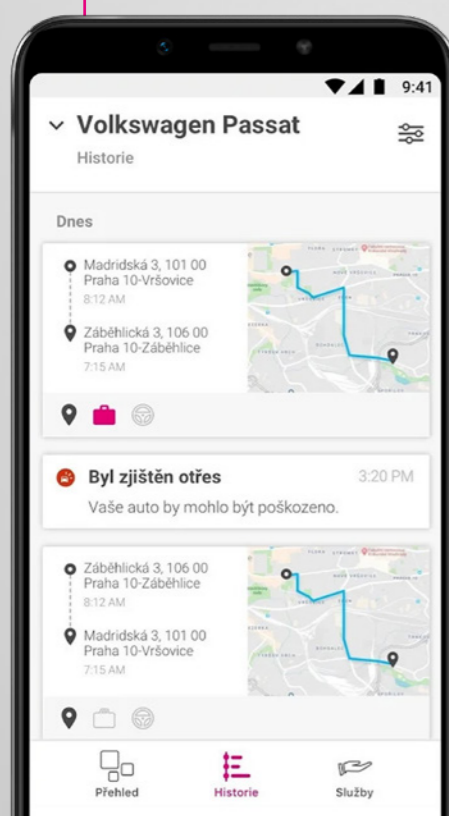 9:41
Volkswagen Passat
Historie
Dnes
Madridská 3, 101 00
Praha 10-Vršovice
8:12 AM
Záběhlická 3, 106 00
Praha 10-Záběhlice
7:15 AM
Byl zjištěn otřes
3:20 PM
Vaše auto by mohlo být poškozeno.
Záběhlická 3, 106 00
Praha 10-Záběhlice
8:12 AM
Madridská 3, 101 00
Praha 10-Vršovice
7:15 AM
Přehled
Historie
Služby